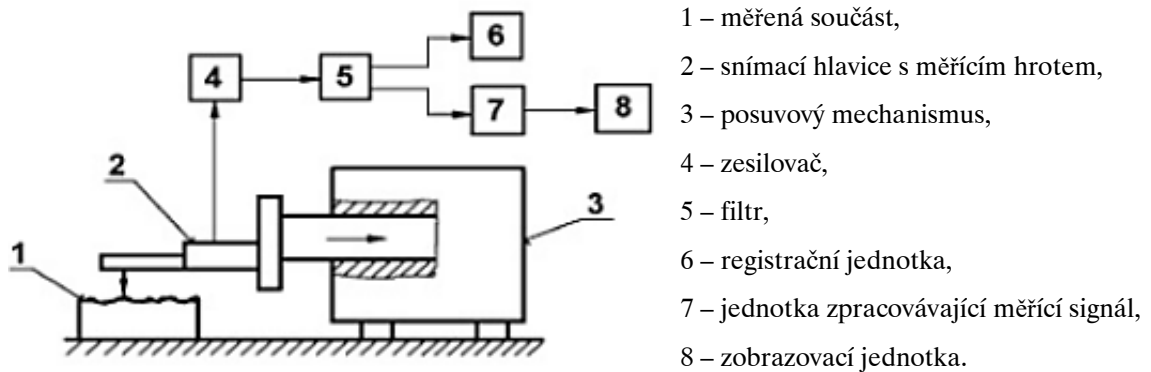 6
4
5
7
8
2
3
1
1 – měřená součást,
2 – snímací hlavice s měřícím hrotem,
3 – posuvový mechanismus,
4 – zesilovač,
5 – filtr,
6 – registrační jednotka,
7 – jednotka zpracovávající měřící signál,
8 – zobrazovací jednotka.